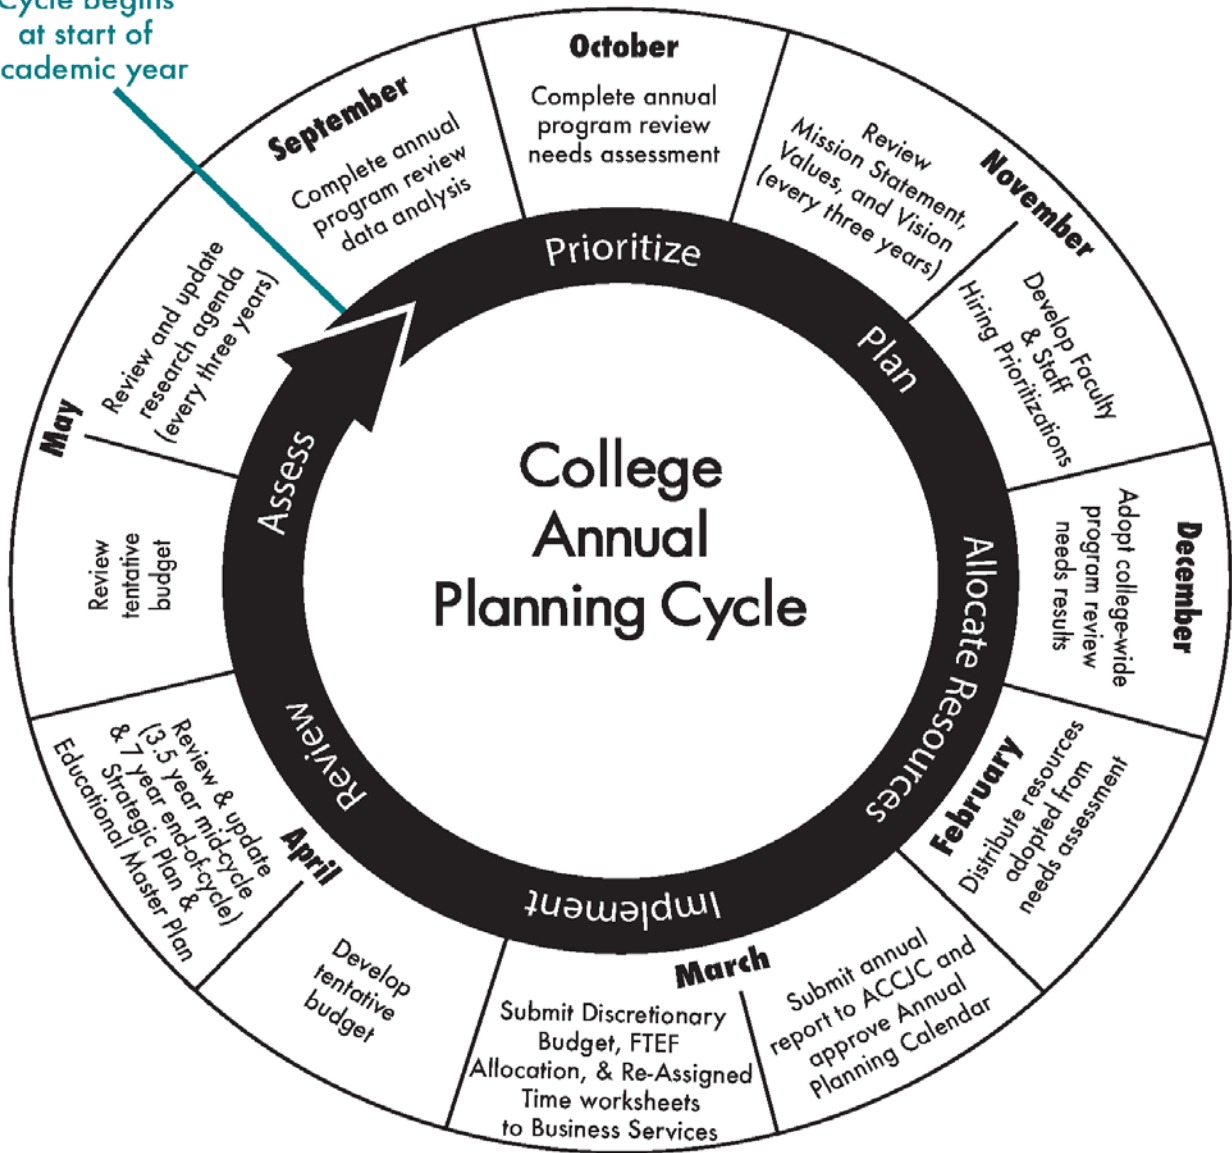 Cycle begins
at start of
academic year
September
Complete annual
program review
data analysis
October
Complete annual
program review
needs assessment
November
Review
Mission Statement,
Values, and Vision
(every three years)
Develop Faculty
& Staff
Hiring Prioritizations
December
Adopt college-wide
program review
needs results
February
Distribute resources
adopted from
needs assessment
March
Submit annual
report to ACCJC and
approve Annual
Planning Calendar
Submit Discretionary
Budget, FTEF
Allocation, & Re-Assigned
Time worksheets
to Business Services
April
Develop
tentative
budget
Review & update
(3.5 year mid-cycle
& 7 year end-of-cycle)
Strategic Plan &
Educational Master Plan
May
Review
tentative
budget
Review and update
research agenda
(every three years)
Prioritize
Plan
Allocate Resources
Implement
Review
Assess
College
Annual
Planning Cycle